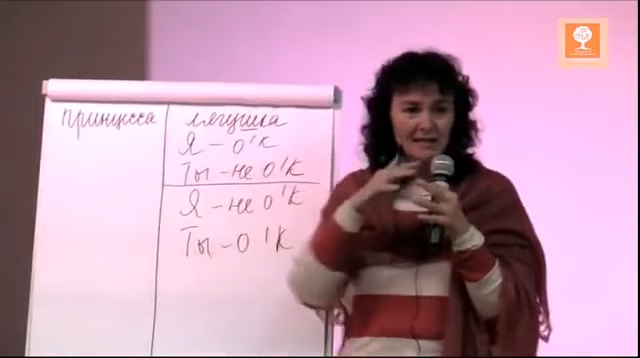 принцесса лягушка
Я - О'К
Ты - не О'К
Я - не О'К
Ты - О'К